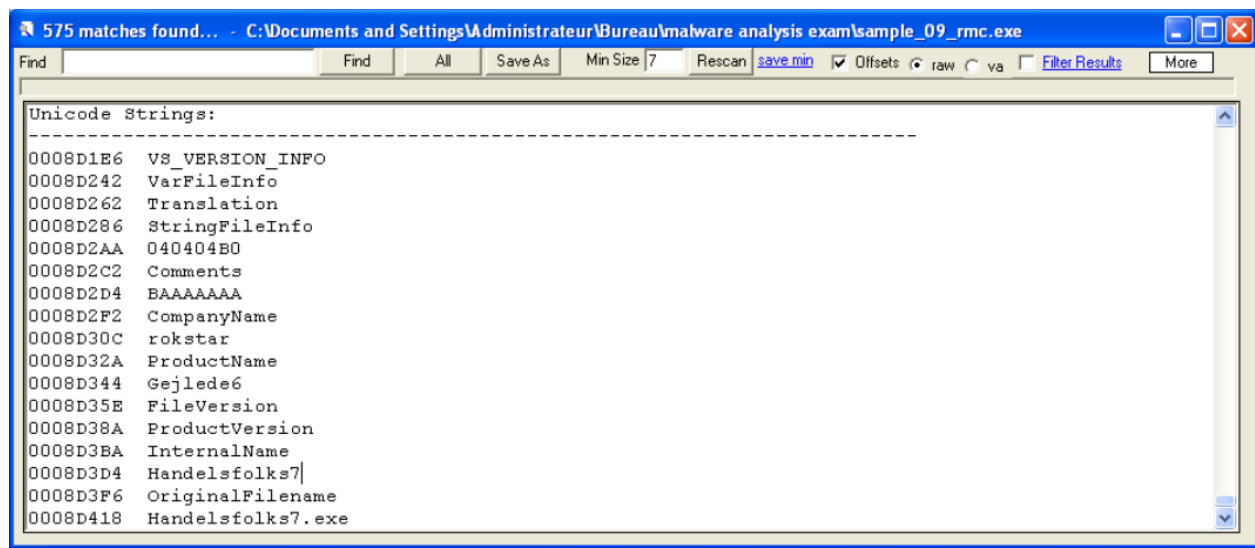 575 matches found... - C:\Documents and Settings\Administrateur\Bureau\malware analysis exam\sample_09_rmc.exe
Find Find All Save As Min Size 7 Rescan save min Offsets raw va Filter Results More
Unicode Strings:
---------------------------------------------------------------------------
0008D1E6 VS_VERSION_INFO
0008D242 VarFileInfo
0008D262 Translation
0008D286 StringFileInfo
0008D2AA 040404B0
0008D2C2 Comments
0008D2D4 BAAAAAAA
0008D2F2 CompanyName
0008D30C rokstar
0008D32A ProductName
0008D344 Gejlede6
0008D35E FileVersion
0008D38A ProductVersion
0008D3BA InternalName
0008D3D4 Handelsfolks7
0008D3F6 OriginalFilename
0008D418 Handelsfolks7.exe